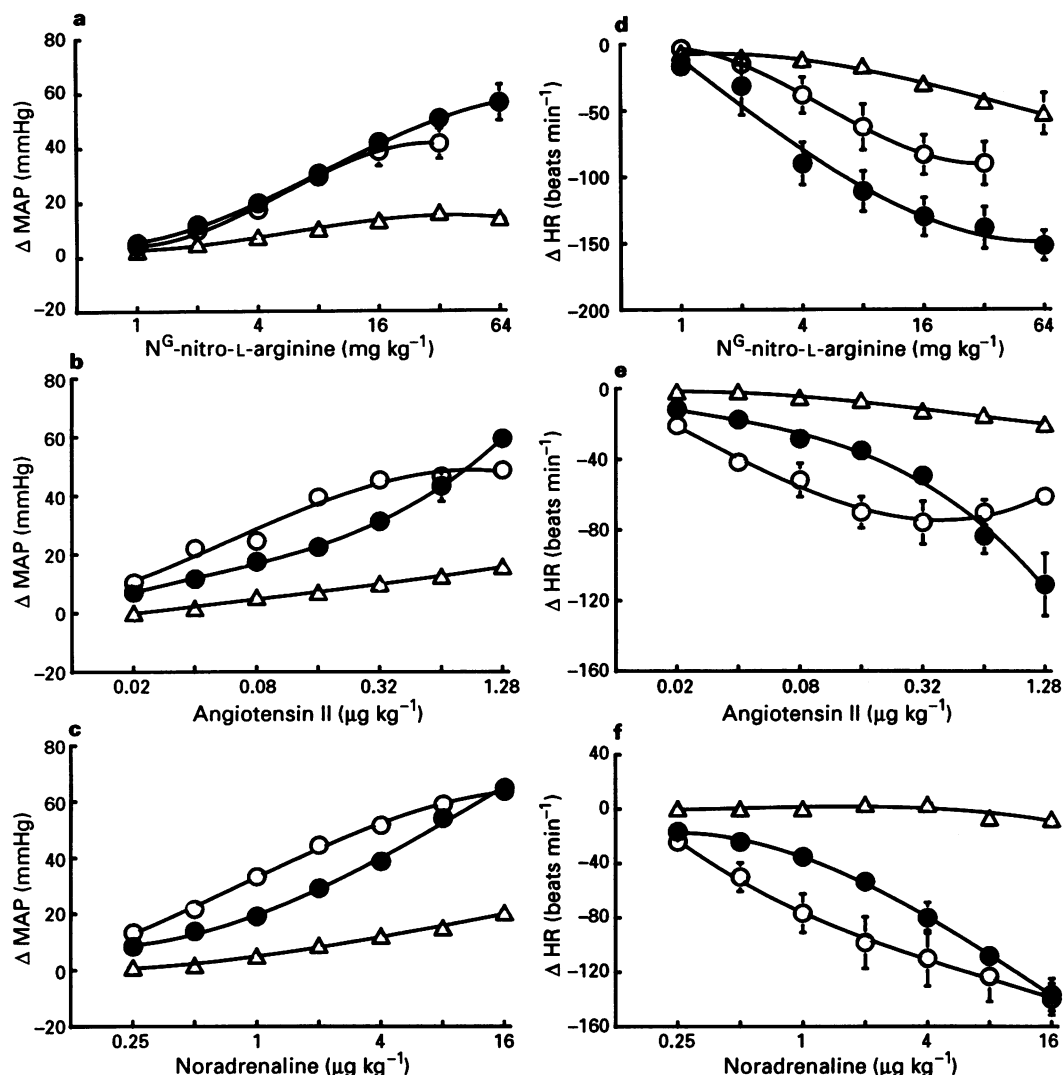 a
80
60
40
20
0
−20
Δ MAP (mmHg)
1 4 16 64
Nᴳ-nitro-L-arginine (mg kg⁻¹)
d
0
−50
−100
−150
−200
Δ HR (beats min⁻¹)
1 4 16 64
Nᴳ-nitro-L-arginine (mg kg⁻¹)
b
80
60
40
20
0
−20
Δ MAP (mmHg)
0.02 0.08 0.32 1.28
Angiotensin II (μg kg⁻¹)
e
0
−40
−80
−120
−160
Δ HR (beats min⁻¹)
0.02 0.08 0.32 1.28
Angiotensin II (μg kg⁻¹)
c
80
60
40
20
0
−20
Δ MAP (mmHg)
0.25 1 4 16
Noradrenaline (μg kg⁻¹)
f
40
0
−40
−80
−120
−160
Δ HR (beats min⁻¹)
0.25 1 4 16
Noradrenaline (μg kg⁻¹)